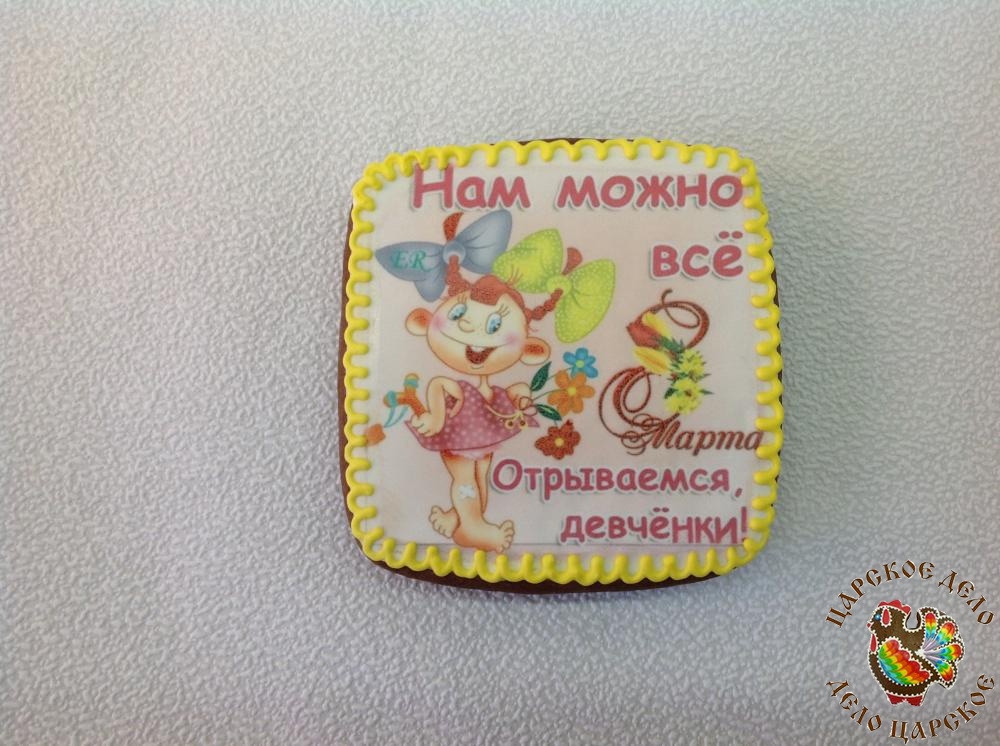 Нам можно
всё
ER
8 Марта
Отрываемся,
девчёнки!
ЦАРСКОЕ ДЕЛО
ДЕЛО ЦАРСКОЕ